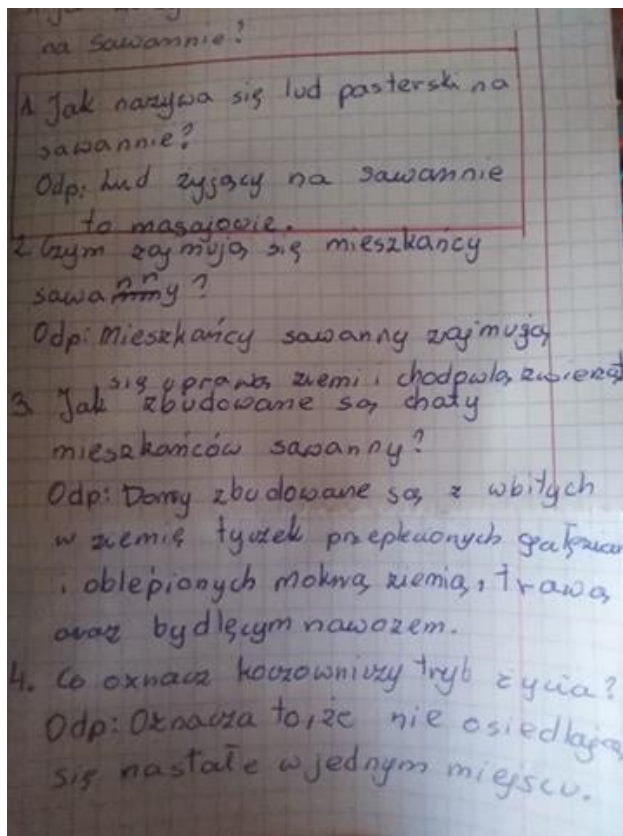 na sawannie?
1. Jak nazywa się lud pasterski na
sawannie?
Odp: Lud żyjący na sawannie
to masajowie.
2. Czym zajmują się mieszkańcy
sawanny?
Odp: Mieszkańcy sawanny zajmują
się uprawą ziemi i chodowlą zwierząt
3. Jak zbudowane są chaty
mieszkańców sawanny?
Odp: Domy zbudowane są z wbitych
w ziemię tyczek przeplecionych gałęziami
i oblepionych mokrą ziemią, trawą
oraz bydlęcym nawozem.
4. Co oznacz koczowniczy tryb życia?
Odp: Oznacza to, że nie osiedlają
się nastałe w jednym miejscu.